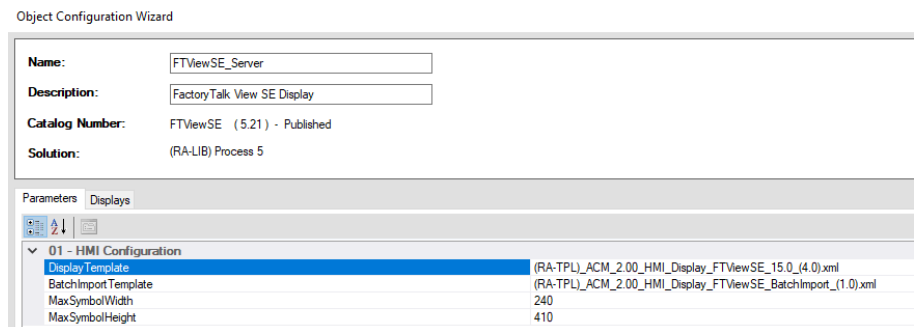 Object Configuration Wizard
Name: FTViewSE_Server
Description: FactoryTalk View SE Display
Catalog Number: FTViewSE ( 5.21 ) - Published
Solution: (RA-LIB) Process 5
Parameters Displays
01 - HMI Configuration
DisplayTemplate (RA-TPL)_ACM_2.00_HMI_Display_FTViewSE_15.0_(4.0).xml
BatchImportTemplate (RA-TPL)_ACM_2.00_HMI_Display_FTViewSE_BatchImport_(1.0).xml
MaxSymbolWidth 240
MaxSymbolHeight 410